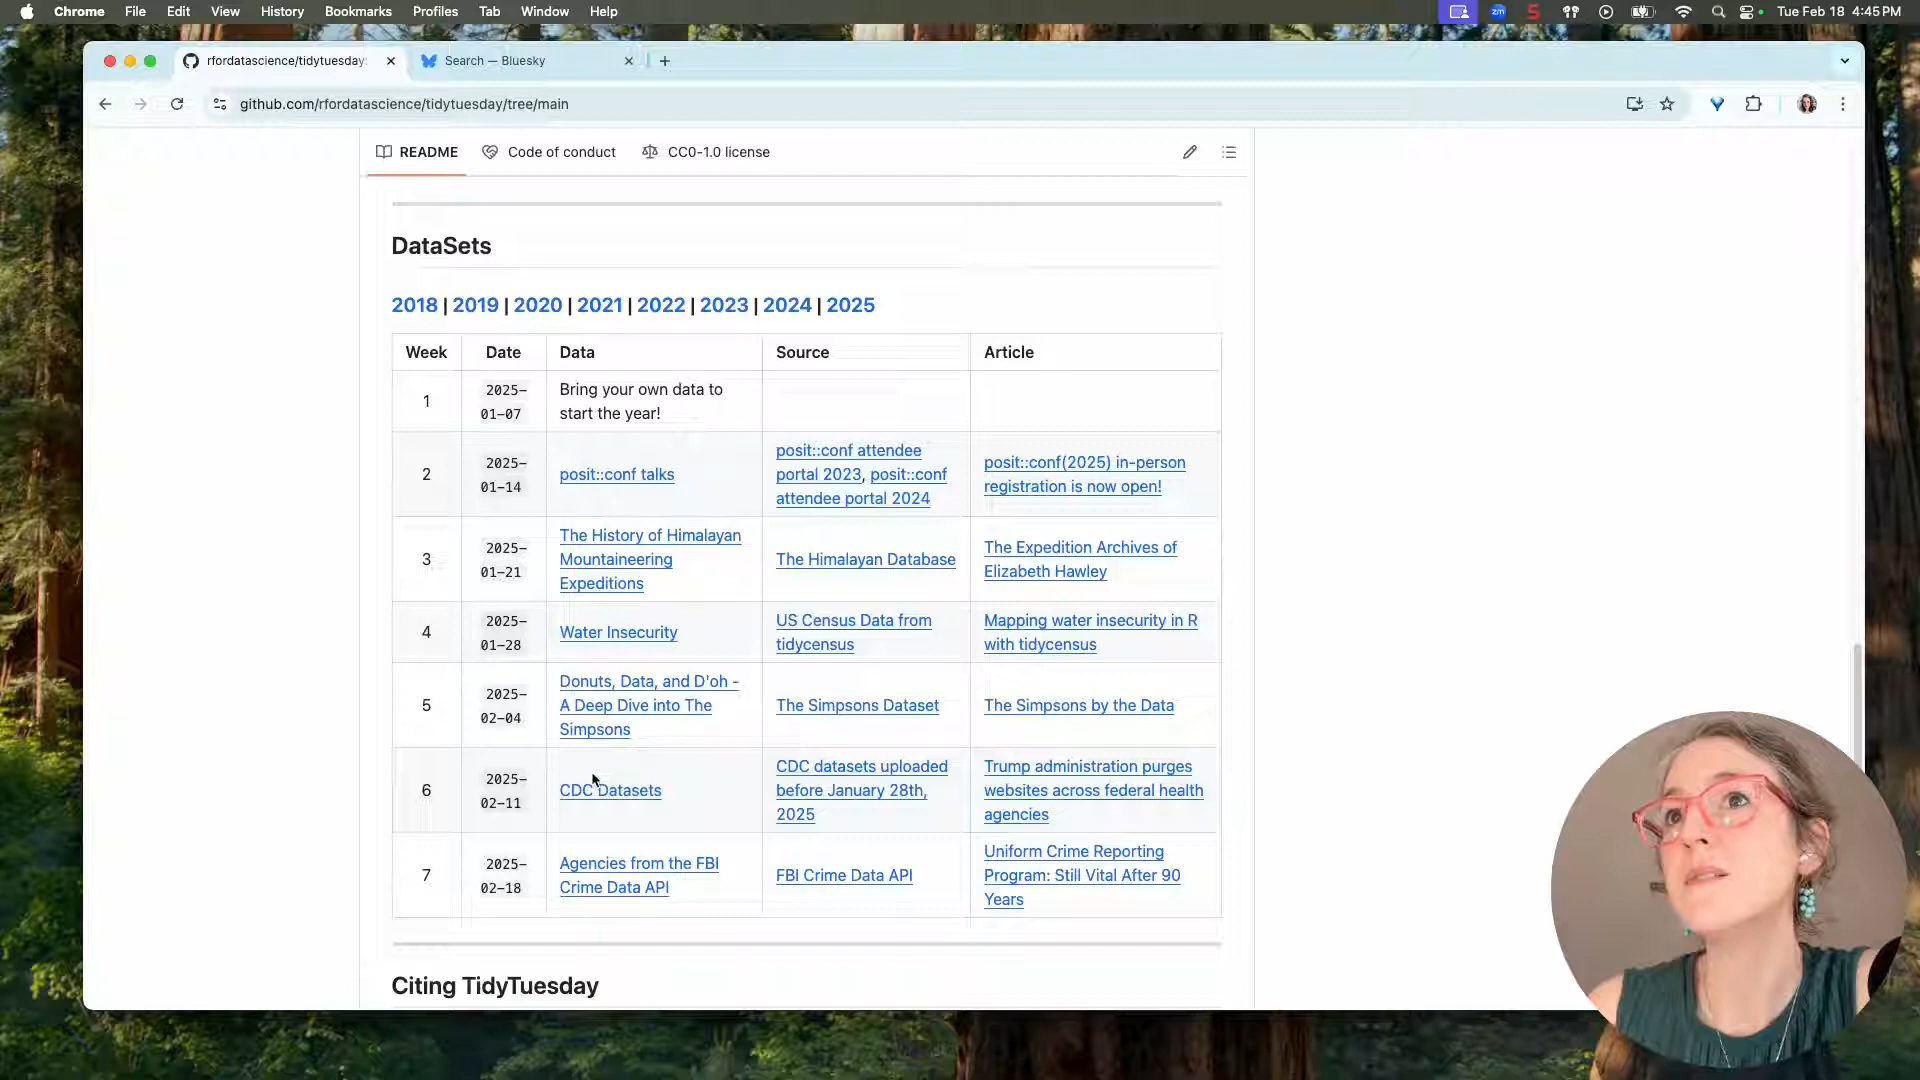 Chrome File Edit View History Bookmarks Profiles Tab Window Help
zm
Tue Feb 18 4:45 PM
rfordatascience/tidytuesday:
Search — Bluesky
github.com/rfordatascience/tidytuesday/tree/main
README
Code of conduct
CC0-1.0 license
DataSets
2018 | 2019 | 2020 | 2021 | 2022 | 2023 | 2024 | 2025
Week Date Data Source Article
1
2025-
01-07
Bring your own data to
start the year!
2
2025-
01-14
posit::conf talks
posit::conf attendee
portal 2023, posit::conf
attendee portal 2024
posit::conf(2025) in-person
registration is now open!
3
2025-
01-21
The History of Himalayan
Mountaineering
Expeditions
The Himalayan Database
The Expedition Archives of
Elizabeth Hawley
4
2025-
01-28
Water Insecurity
US Census Data from
tidycensus
Mapping water insecurity in R
with tidycensus
5
2025-
02-04
Donuts, Data, and D'oh -
A Deep Dive into The
Simpsons
The Simpsons Dataset
The Simpsons by the Data
6
2025-
02-11
CDC Datasets
CDC datasets uploaded
before January 28th,
2025
Trump administration purges
websites across federal health
agencies
7
2025-
02-18
Agencies from the FBI
Crime Data API
FBI Crime Data API
Uniform Crime Reporting
Program: Still Vital After 90
Years
Citing TidyTuesday